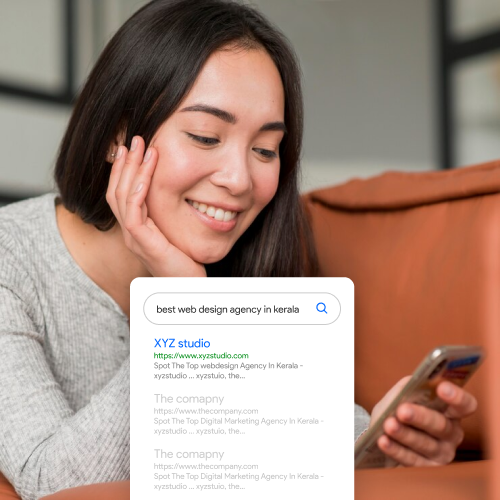 best web design agency in kerala
XYZ studio
https://www.xyzstudio.com
Spot The Top webdesign Agency In Kerala -
xyzstudio ... xyzstuio, the...
The comapny
https://www.thecompany.com
Spot The Top Digital Marketing Agency In Kerala -
xyzstudio ... xyzstuio, the...
The comapny
https://www.thecompany.com
Spot The Top Digital Marketing Agency In Kerala -
xyzstudio ... xyzstuio, the...